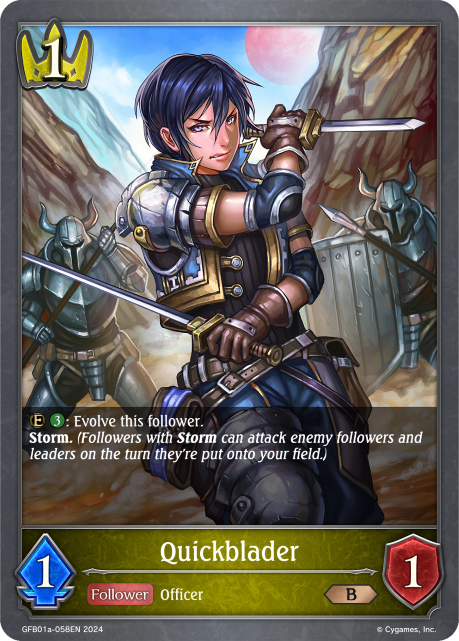 1
E 3: Evolve this follower.
Storm. (Followers with Storm can attack enemy followers and
leaders on the turn they're put onto your field.)
Quickblader
1
Follower Officer
B
1
GFB01a-058EN 2024
© Cygames, Inc.